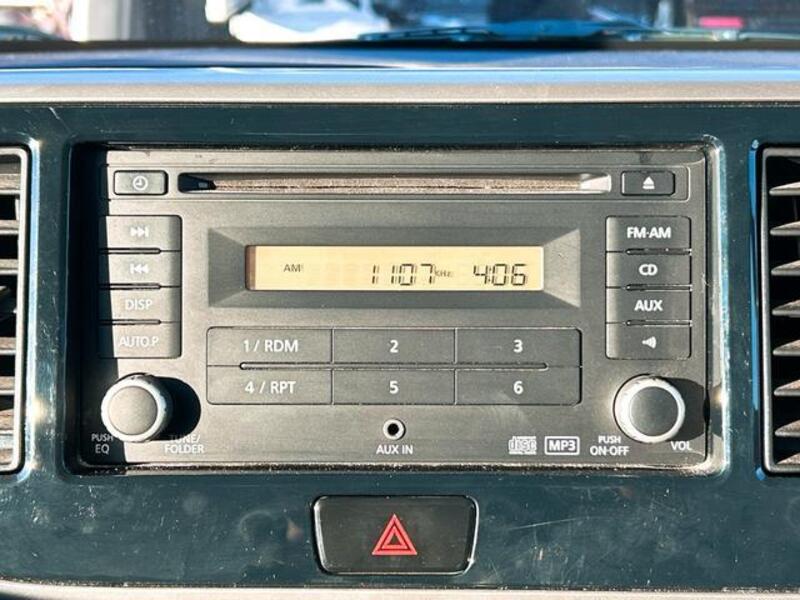 FM·AM
AM 1107 KHz 4:06
CD
DISP
AUX
AUTO.P
1 / RDM
2
3
4 / RPT
5
6
PUSH
EQ
TUNE/
FOLDER
AUX IN
disc
MP3
PUSH
ON·OFF
VOL